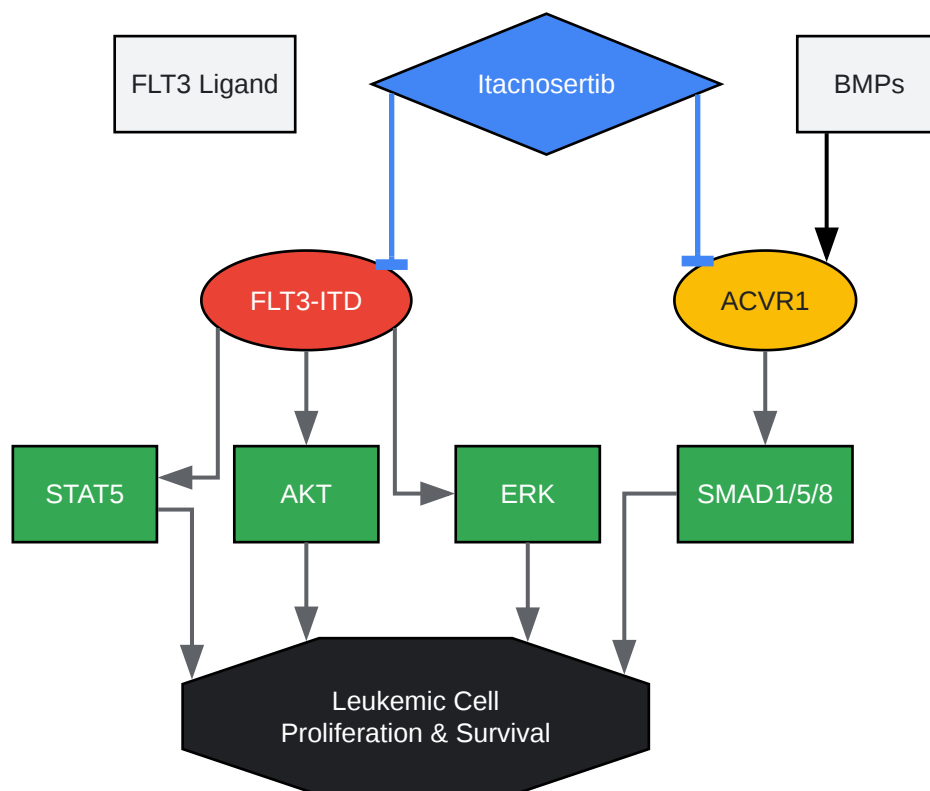 FLT3 Ligand
Itacnosertib
BMPs
FLT3-ITD
ACVR1
STAT5
AKT
ERK
SMAD1/5/8
Leukemic Cell
Proliferation & Survival